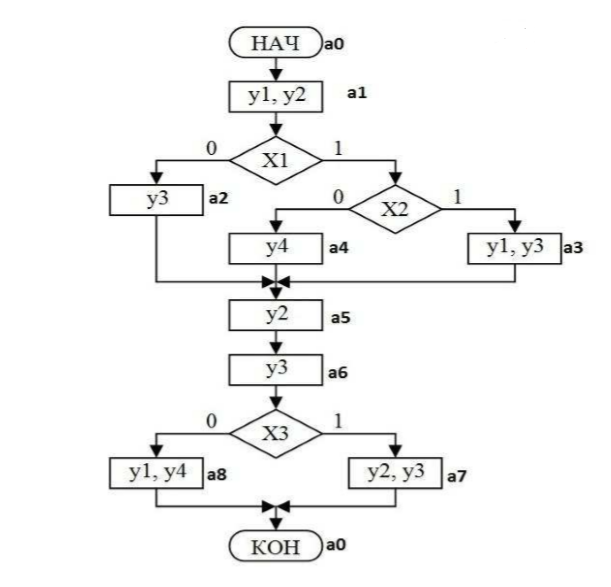 НАЧ a0
y1, y2 a1
0 X1 1
y3 a2 0 X2 1
y4 a4 y1, y3 a3
y2 a5
y3 a6
0 X3 1
y1, y4 a8 y2, y3 a7
КОН a0